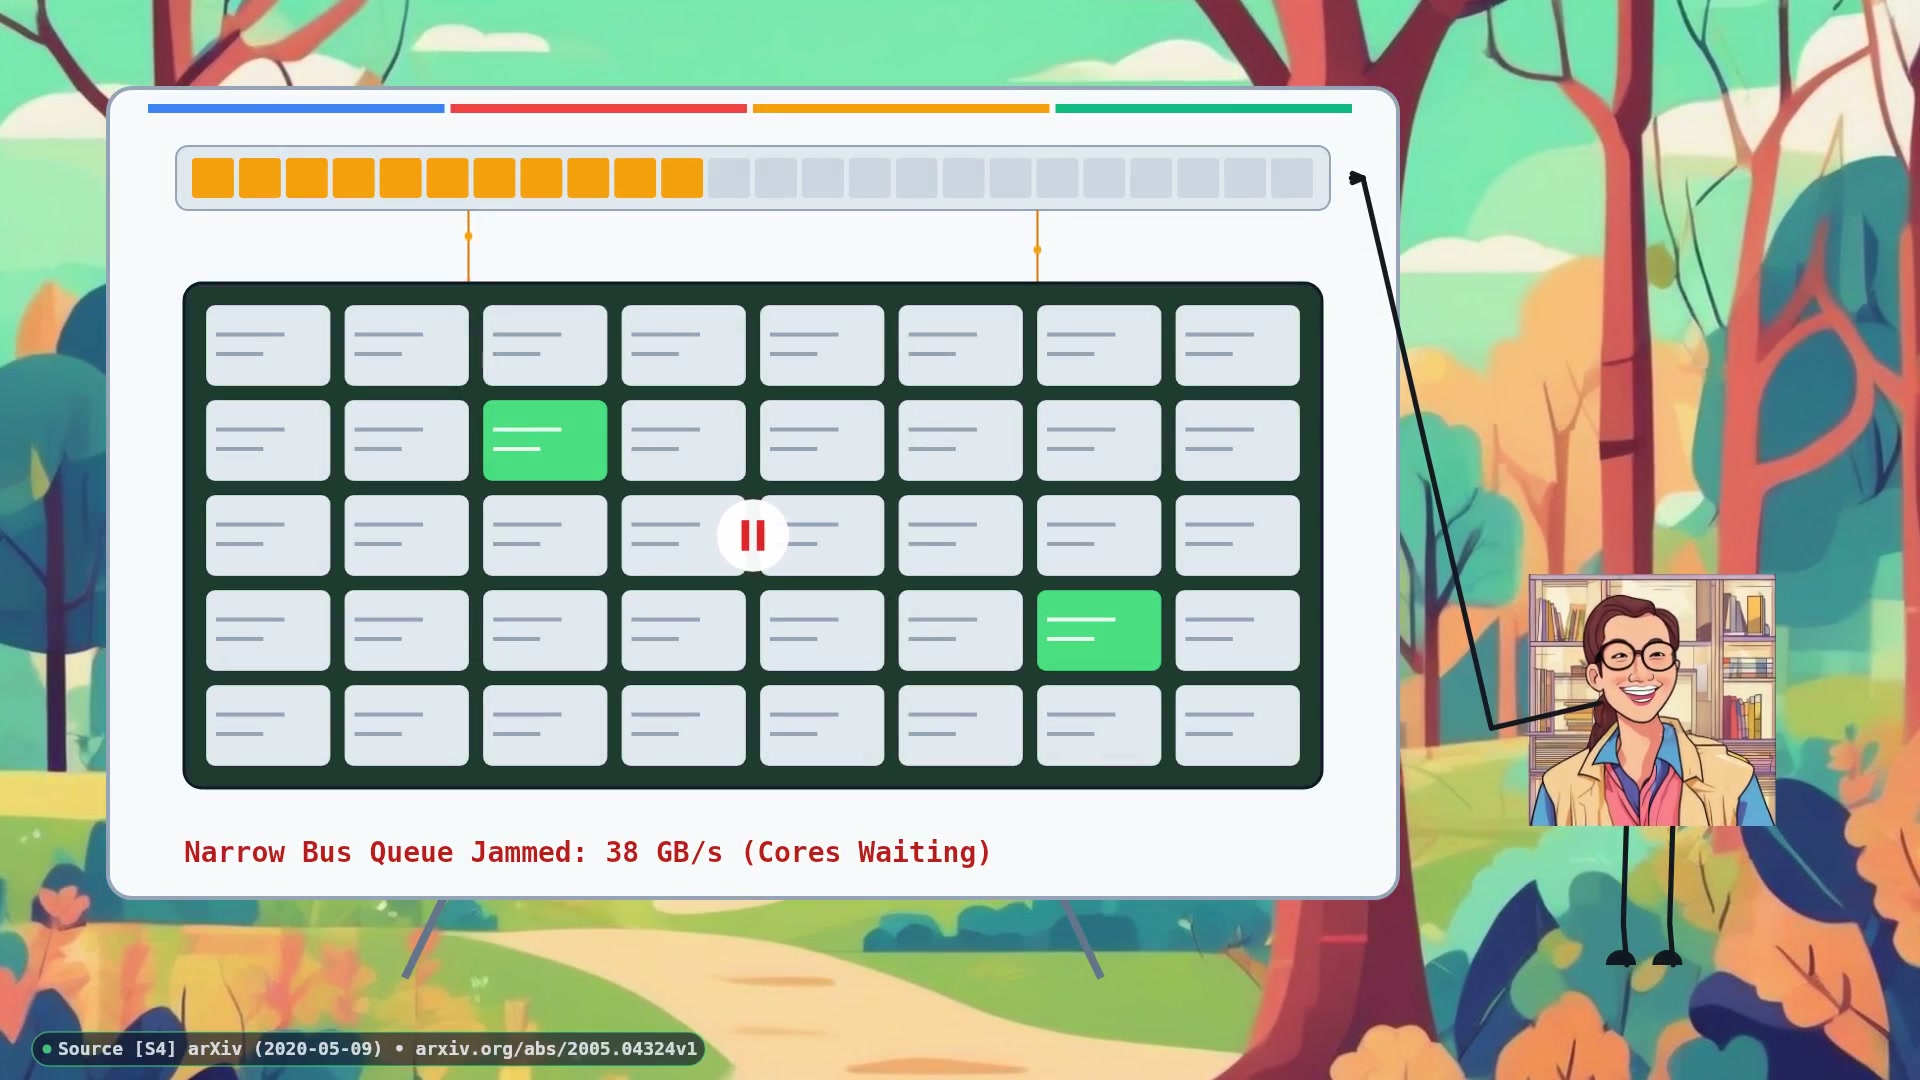 Narrow Bus Queue Jammed: 38 GB/s (Cores Waiting)
Source [S4] arXiv (2020-05-09) • arxiv.org/abs/2005.04324v1